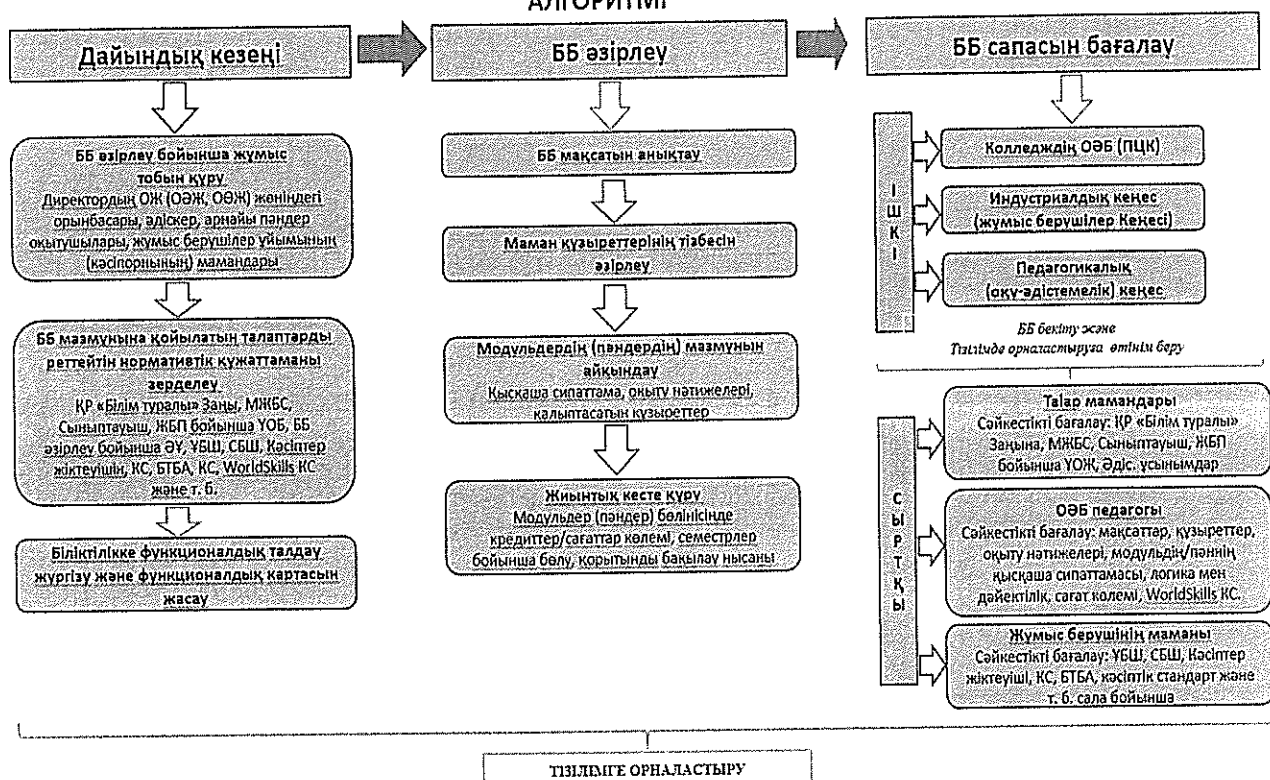 АЛГОРИТМІ
Дайындық кезеңі
ББ әзірлеу бойынша жұмыс
тобын құру
Директордың ОЖ (ОӘЖ, ОӨЖ) жөніндегі
орынбасары, әдіскер, арнайы пәндер
оқытушылары, жұмыс берушілер ұйымының
(кәсіпорнының) мамандары
ББ мазмұнына қойылатын талаптарды
реттейтін нормативтік құжаттаманы
зерделеу
ҚР «Білім туралы» Заңы, МЖБС,
Сыныптауыш, ЖБП бойынша ҮОБ, ББ
әзірлеу бойынша ӘҰ, ҰБШ, СБШ, Кәсіптер
жіктеуішін, КС, БТБА, КС, WorldSkills КС
және т. б.
Біліктілікке функционалдық талдау
жүргізу және функционалдық картасын
жасау
ББ әзірлеу
ББ мақсатын анықтау
Маман құзыреттерінің тізбесін
әзірлеу
Модульдердің (пәндердің) мазмұнын
айқындау
Қысқаша сипаттама, оқыту нәтижелері,
қалыптасатын құзыреттер
Жиынтық кесте құру
Модульдер (пәндер) бөлінісінде
кредиттер/сағаттар көлемі, семестрлер
бойынша бөлу, қорытынды бақылау нысаны
ББ сапасын бағалау
ІШКІ
Колледждің ОӘБ (ПЦК)
Индустриалдық кеңес
(жұмыс берушілер Кеңесі)
Педагогикалық
(оқу-әдістемелік) кеңес
ББ бекіту және
Тізілімде орналастыруға өтінім беру
СЫРТҚЫ
Talap мамандары
Сәйкестікті бағалау: ҚР «Білім туралы»
Заңына, МЖБС, Сыныптауыш, ЖБП
бойынша ҮОЖ, Әдіс. ұсынымдар
ОӘБ педагогы
Сәйкестікті бағалау: мақсаттар, құзыреттер,
оқыту нәтижелері, модульдің/пәннің
қысқаша сипаттамасы, логика мен
дәйектілік, сағат көлемі, WorldSkills КС.
Жұмыс берушінің маманы
Сәйкестікті бағалау: ҰБШ, СБШ, Кәсіптер
жіктеуіші, КС, БТБА, кәсіптік стандарт және
т. б. сала бойынша
ТІЗІЛІМГЕ ОРНАЛАСТЫРУ